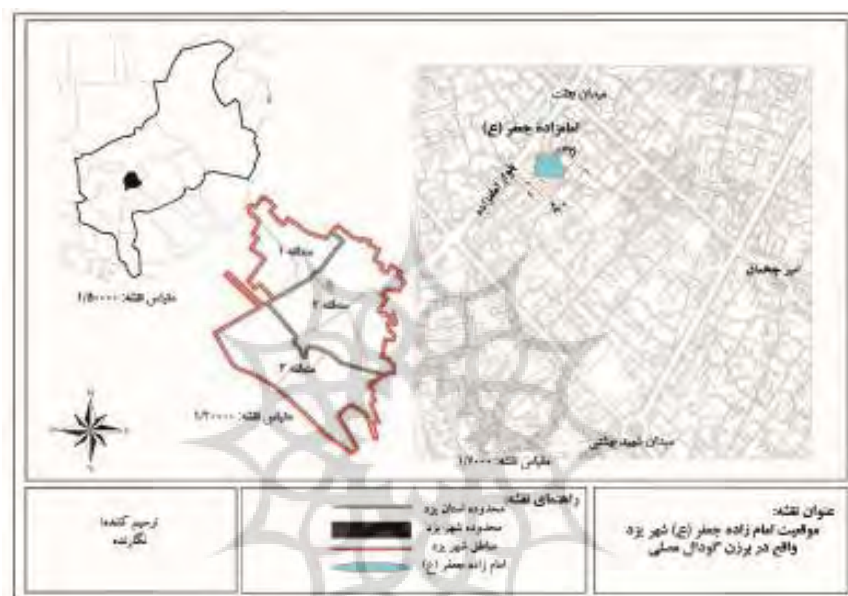 میدان بعثت
امامزاده جعفر (ع)
بلوار امامزاده
امیر چخماق
میدان شهید بهشتی
مقیاس نقشه: ۱/۲۰۰۰
منطقه ۱
منطقه ۲
منطقه ۳
مقیاس نقشه: ۱/۵۰۰۰۰
مقیاس نقشه: ۱/۲۰۰۰۰
عنوان نقشه:
موقعیت امام زاده جعفر (ع) شهر یزد
واقع در برزن گودال مصلی
راهنمای نقشه:
محدوده استان یزد
محدوده شهر یزد
مناطق شهر یزد
امام زاده جعفر (ع)
ترسیم کننده:
نگارنده